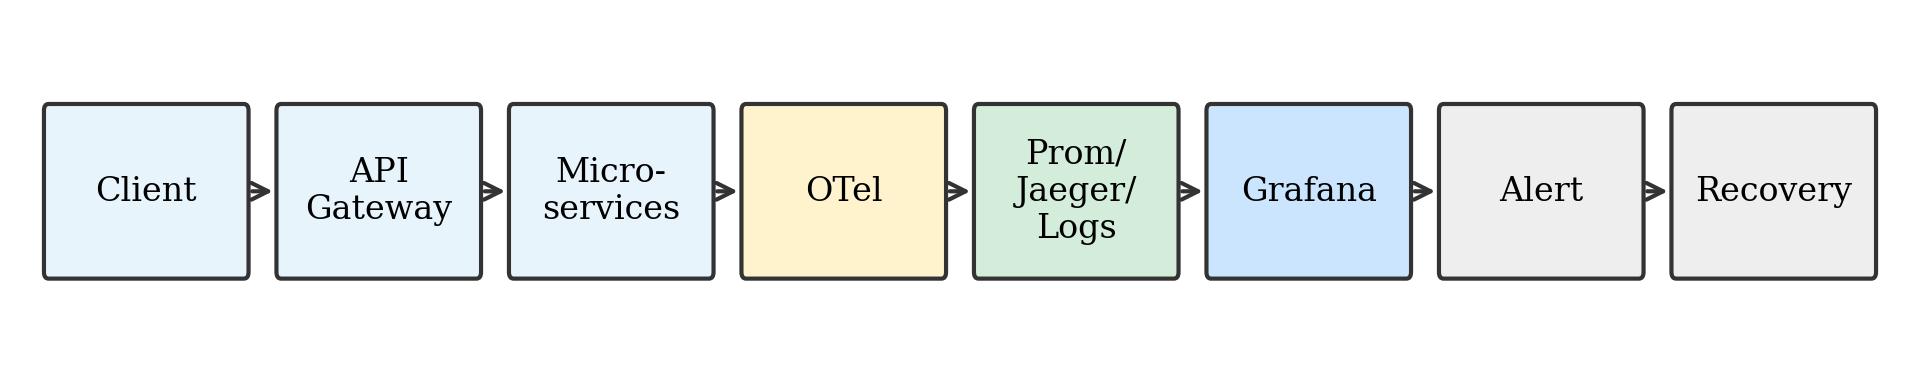 Client
API
Gateway
Micro-
services
OTel
Prom/
Jaeger/
Logs
Grafana
Alert
Recovery